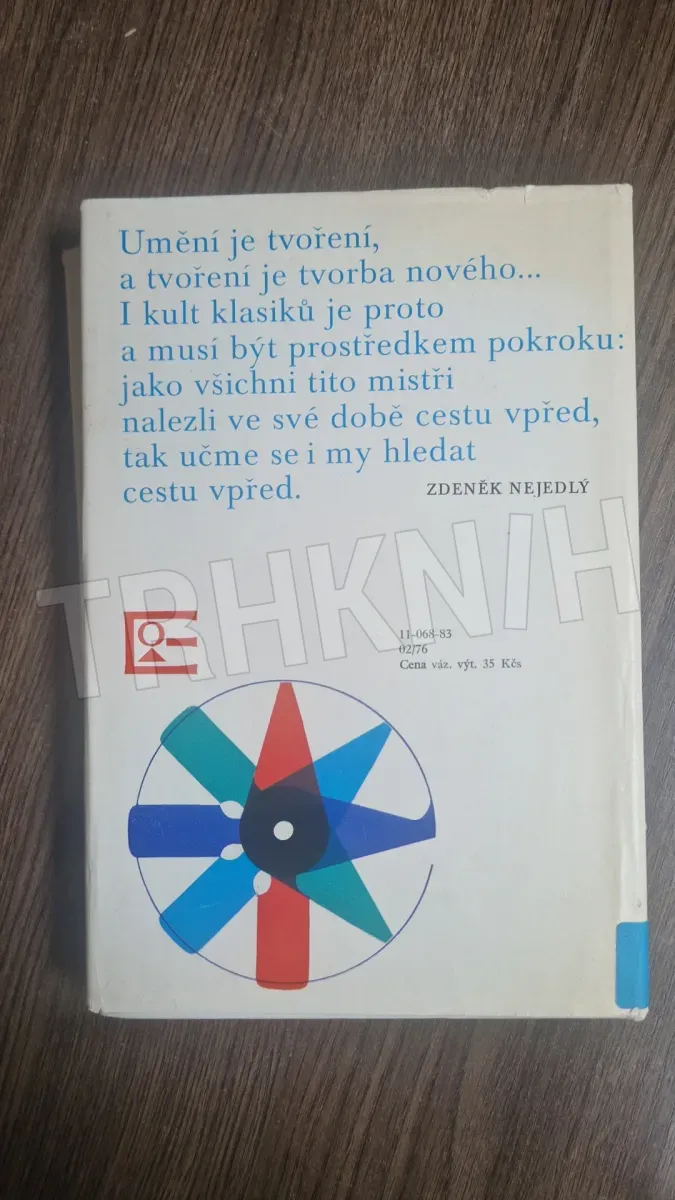 Umění je tvoření,
a tvoření je tvorba nového...
I kult klasiků je proto
a musí být prostředkem pokroku:
jako všichni tito mistři
nalezli ve své době cestu vpřed,
tak učme se i my hledat
cestu vpřed.
ZDENĚK NEJEDLÝ
TRHKNIH
11-068-83
02/76
Cena váz. výt. 35 Kčs